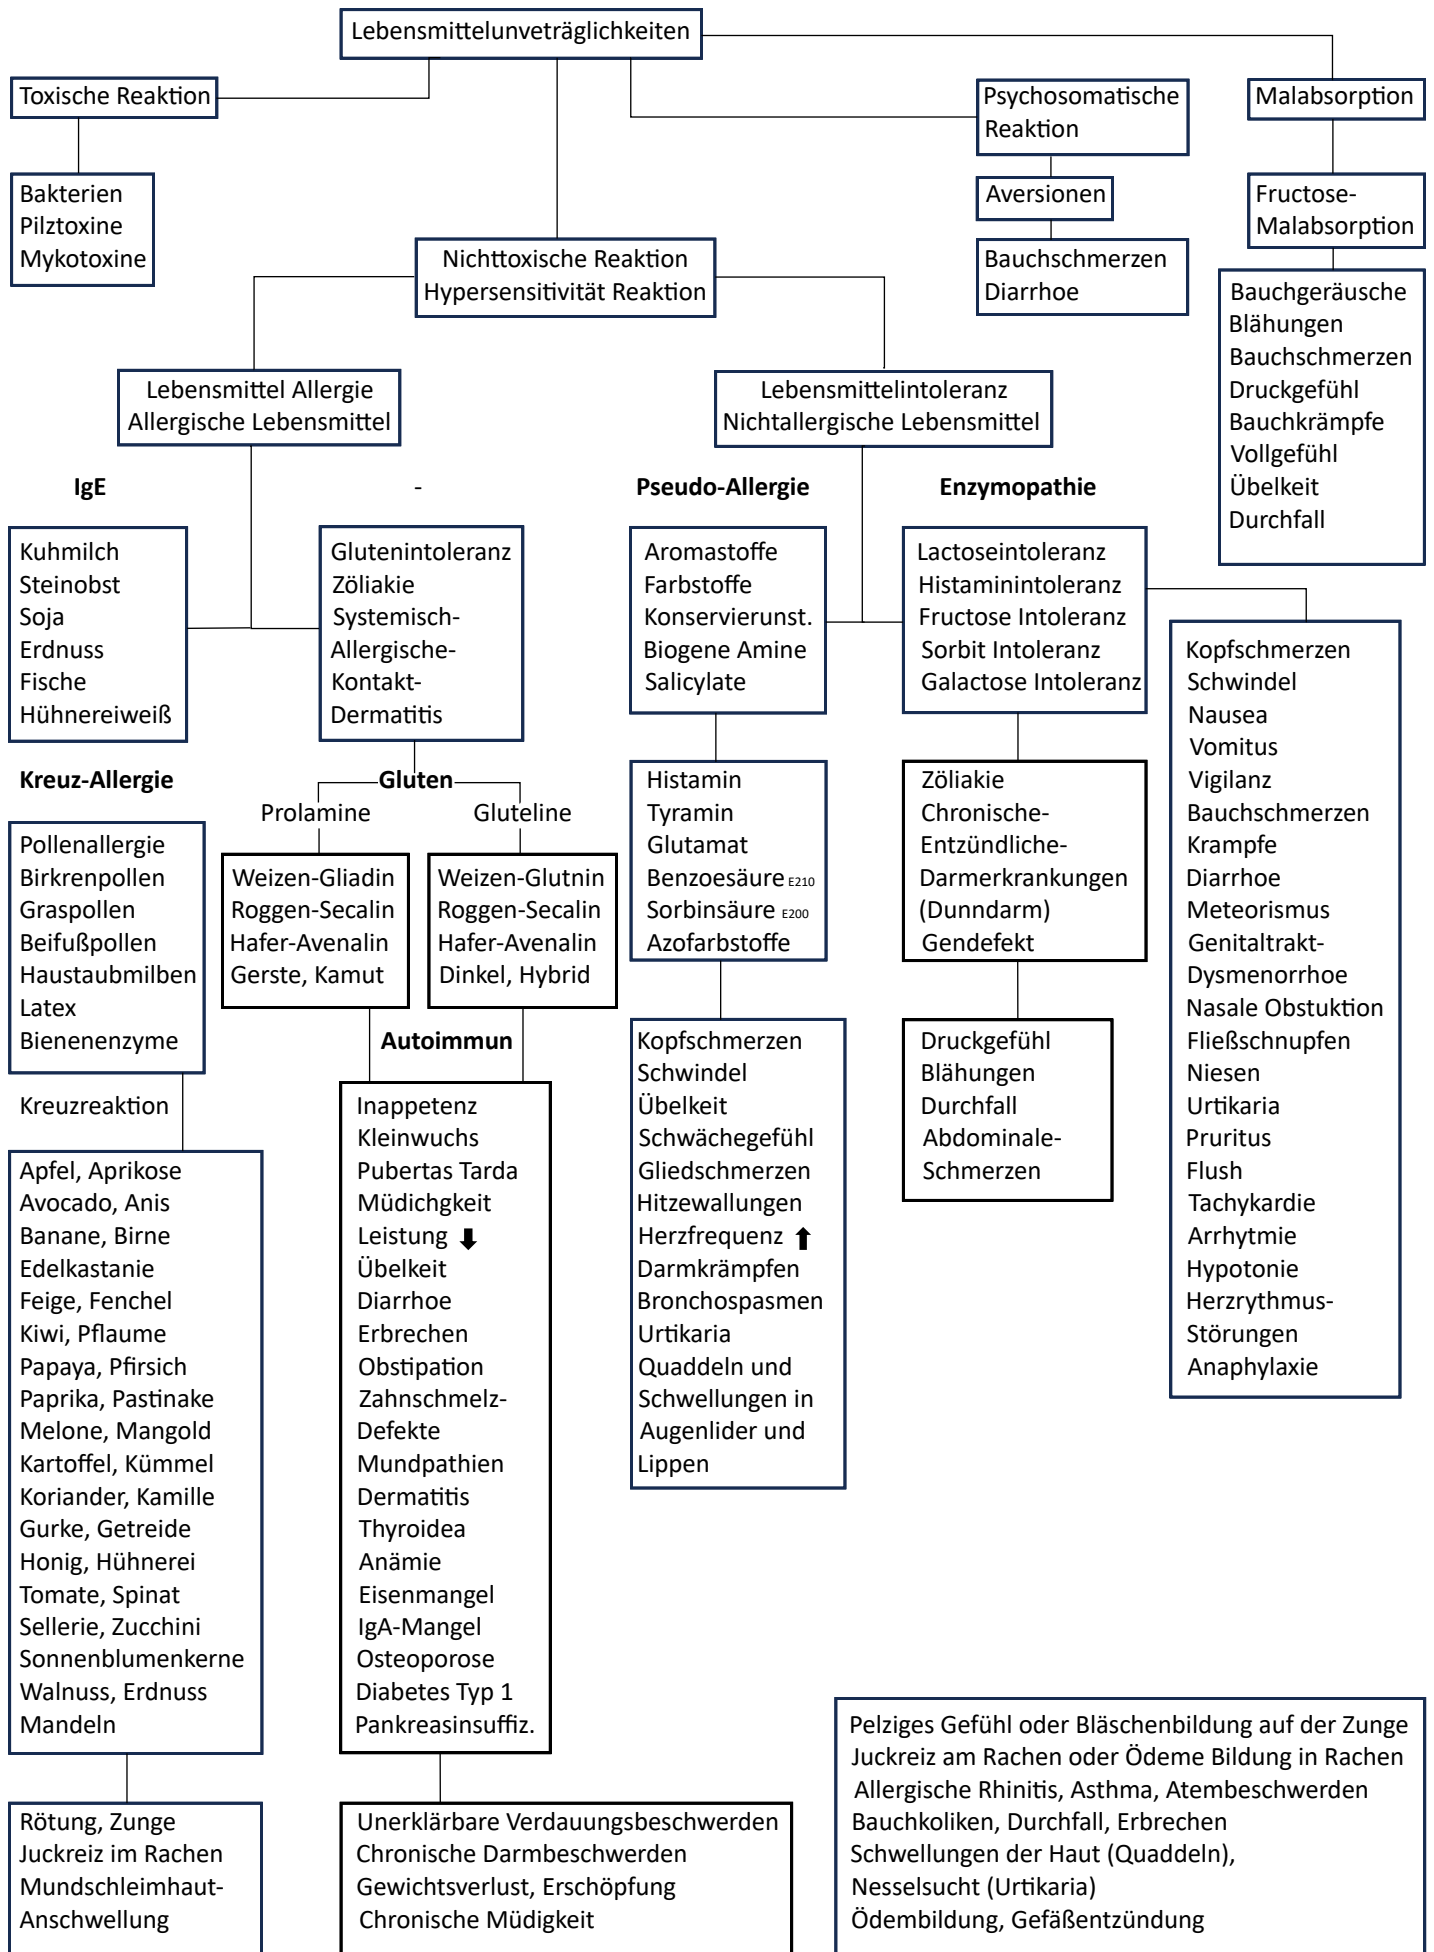 Lebensmittelunveträglichkeiten
Toxische Reaktion
Bakterien
Pilztoxine
Mykotoxine
Psychosomatische
Reaktion
Aversionen
Bauchschmerzen
Diarrhoe
Malabsorption
Fructose-
Malabsorption
Bauchgeräusche
Blähungen
Bauchschmerzen
Druckgefühl
Bauchkrämpfe
Vollgefühl
Übelkeit
Durchfall
Nichttoxische Reaktion
Hypersensitivität Reaktion
Lebensmittel Allergie
Allergische Lebensmittel
Lebensmittelintoleranz
Nichtallergische Lebensmittel
IgE
Kuhmilch
Steinobst
Soja
Erdnuss
Fische
Hühnereiweiß
Kreuz-Allergie
Pollenallergie
Birkrenpollen
Graspollen
Beifußpollen
Haustaubmilben
Latex
Bienenenzyme
Kreuzreaktion
Apfel, Aprikose
Avocado, Anis
Banane, Birne
Edelkastanie
Feige, Fenchel
Kiwi, Pflaume
Papaya, Pfirsich
Paprika, Pastinake
Melone, Mangold
Kartoffel, Kümmel
Koriander, Kamille
Gurke, Getreide
Honig, Hühnerei
Tomate, Spinat
Sellerie, Zucchini
Sonnenblumenkerne
Walnuss, Erdnuss
Mandeln
Rötung, Zunge
Juckreiz im Rachen
Mundschleimhaut-
Anschwellung
-
Glutenintoleranz
Zöliakie
Systemisch-
Allergische-
Kontakt-
Dermatitis
Gluten
Prolamine
Gluteline
Weizen-Gliadin
Roggen-Secalin
Hafer-Avenalin
Gerste, Kamut
Weizen-Glutnin
Roggen-Secalin
Hafer-Avenalin
Dinkel, Hybrid
Autoimmun
Inappetenz
Kleinwuchs
Pubertas Tarda
Müdichgkeit
Leistung ⬇
Übelkeit
Diarrhoe
Erbrechen
Obstipation
Zahnschmelz-
Defekte
Mundpathien
Dermatitis
Thyroidea
Anämie
Eisenmangel
IgA-Mangel
Osteoporose
Diabetes Typ 1
Pankreasinsuffiz.
Unerklärbare Verdauungsbeschwerden
Chronische Darmbeschwerden
Gewichtsverlust, Erschöpfung
Chronische Müdigkeit
Pseudo-Allergie
Aromastoffe
Farbstoffe
Konservierunst.
Biogene Amine
Salicylate
Histamin
Tyramin
Glutamat
Benzoesäure E210
Sorbinsäure E200
Azofarbstoffe
Kopfschmerzen
Schwindel
Übelkeit
Schwächegefühl
Gliedschmerzen
Hitzewallungen
Herzfrequenz ⬆
Darmkrämpfen
Bronchospasmen
Urtikaria
Quaddeln und
Schwellungen in
Augenlider und
Lippen
Enzymopathie
Lactoseintoleranz
Histaminintoleranz
Fructose Intoleranz
Sorbit Intoleranz
Galactose Intoleranz
Zöliakie
Chronische-
Entzündliche-
Darmerkrankungen
(Dunndarm)
Gendefekt
Druckgefühl
Blähungen
Durchfall
Abdominale-
Schmerzen
Kopfschmerzen
Schwindel
Nausea
Vomitus
Vigilanz
Bauchschmerzen
Krampfe
Diarrhoe
Meteorismus
Genitaltrakt-
Dysmenorrhoe
Nasale Obstuktion
Fließschnupfen
Niesen
Urtikaria
Pruritus
Flush
Tachykardie
Arrhytmie
Hypotonie
Herzrythmus-
Störungen
Anaphylaxie
Pelziges Gefühl oder Bläschenbildung auf der Zunge
Juckreiz am Rachen oder Ödeme Bildung in Rachen
Allergische Rhinitis, Asthma, Atembeschwerden
Bauchkoliken, Durchfall, Erbrechen
Schwellungen der Haut (Quaddeln),
Nesselsucht (Urtikaria)
Ödembildung, Gefäßentzündung